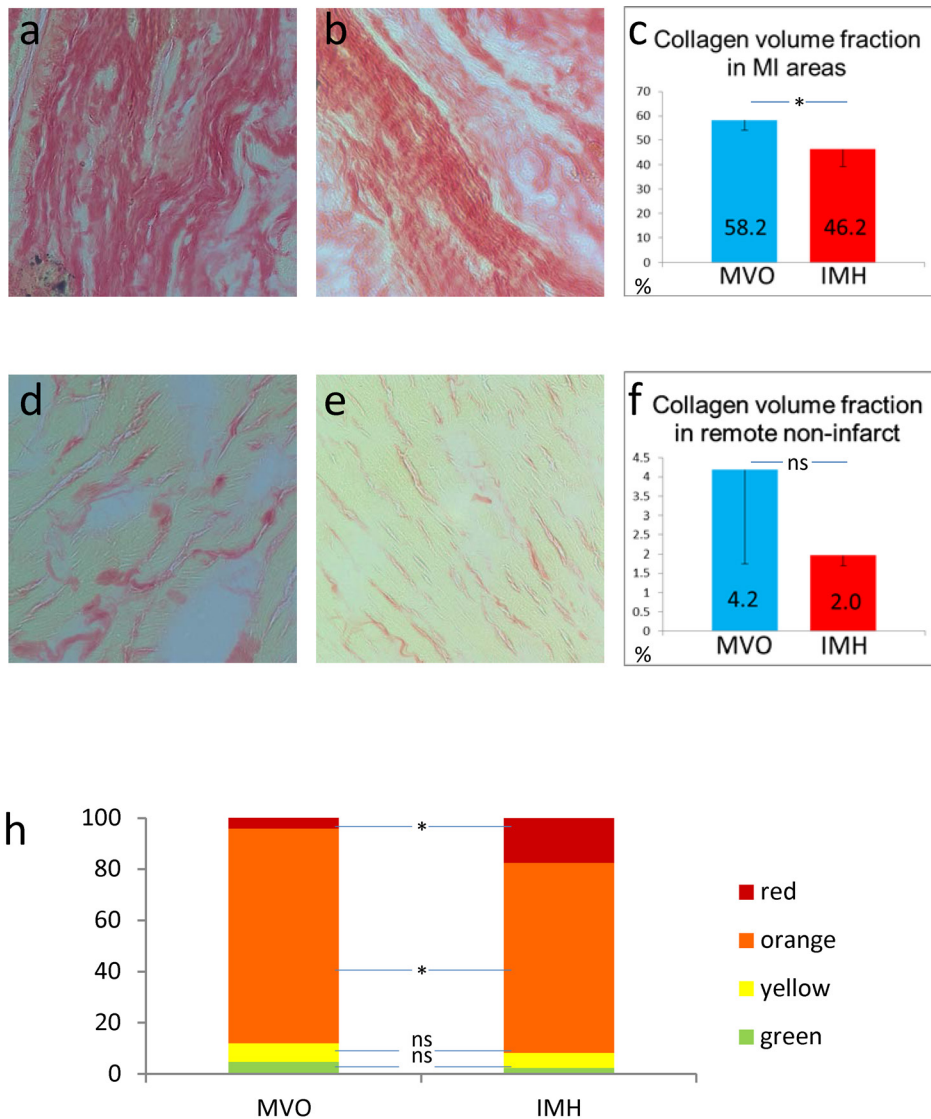 a
b
c
Collagen volume fraction
in MI areas
70
60
50
40
30
20
10
0
*
58.2
46.2
MVO
IMH
%
d
e
f
Collagen volume fraction
in remote non-infarct
4.5
4
3.5
3
2.5
2
1.5
1
0.5
0
ns
4.2
2.0
MVO
IMH
%
h
100
80
60
40
20
0
*
*
ns
ns
MVO
IMH
red
orange
yellow
green